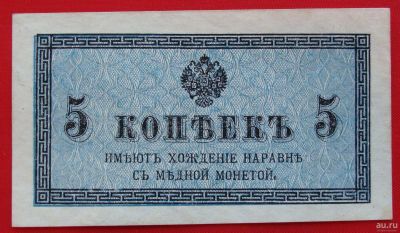 5 КОПѢЕКЪ 5
ИМѢЮТЪ ХОЖДЕНІЕ НАРАВНѢ
СЪ МѢДНОЙ МОНЕТОЙ.
au.ru